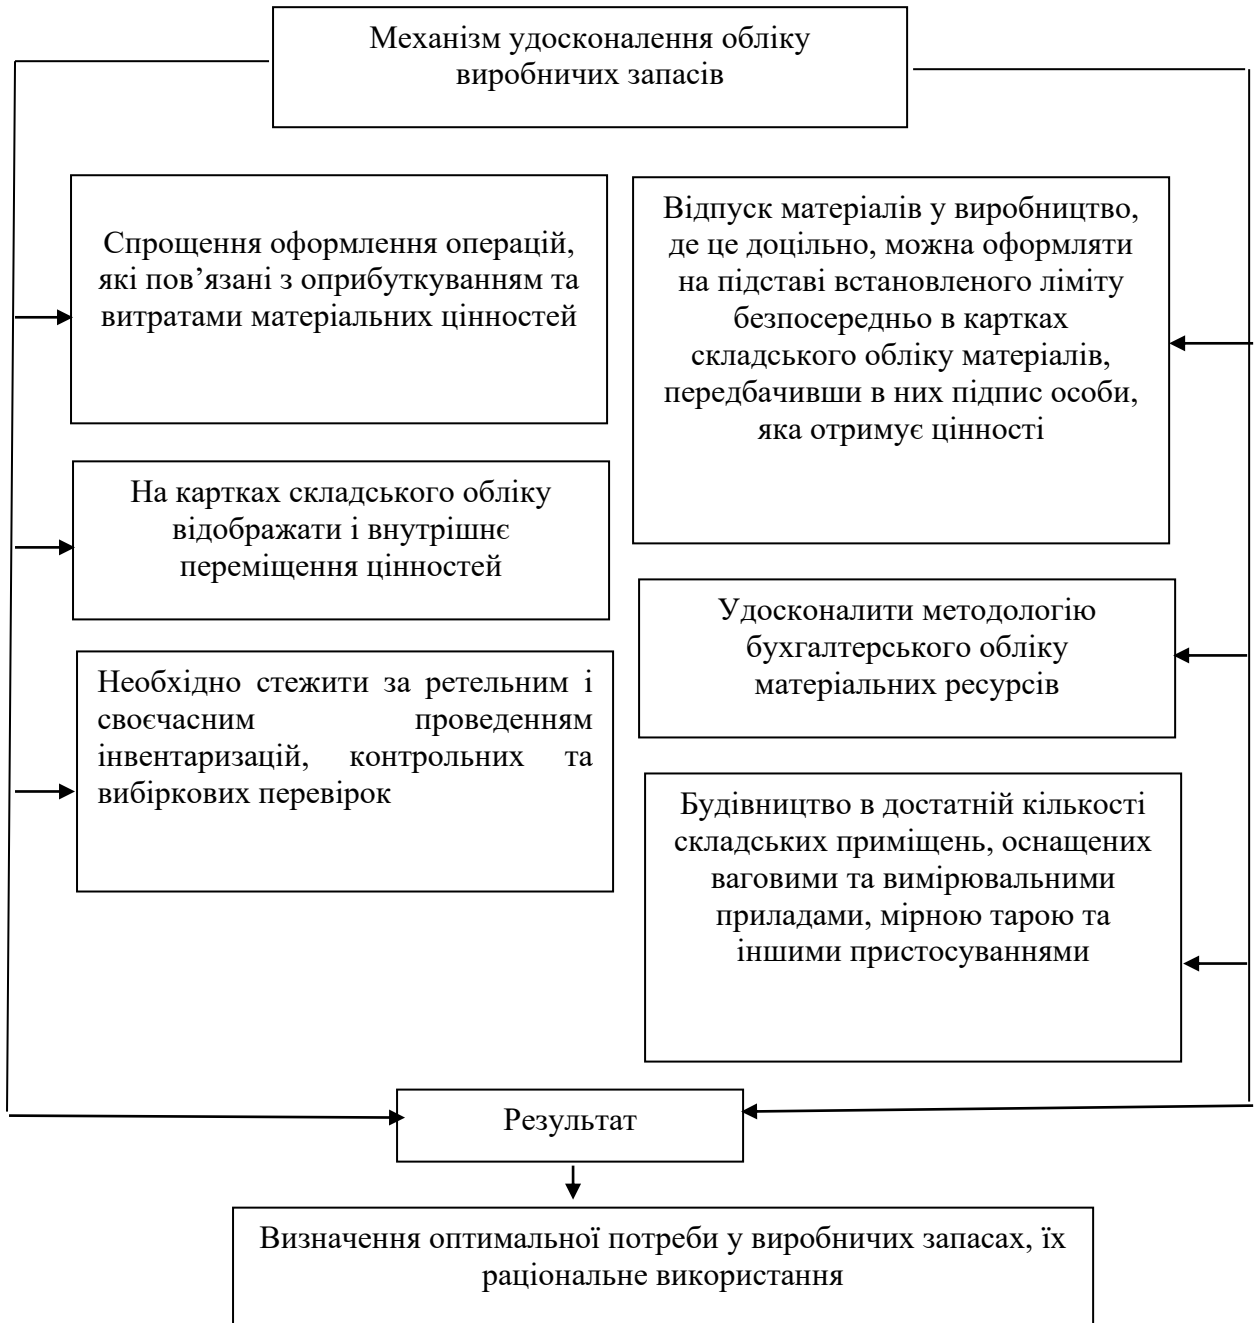 Механізм удосконалення обліку
виробничих запасів
Спрощення оформлення операцій,
які пов’язані з оприбуткуванням та
витратами матеріальних цінностей
На картках складського обліку
відображати і внутрішнє
переміщення цінностей
Необхідно стежити за ретельним і
своєчасним проведенням
інвентаризацій, контрольних та
вибіркових перевірок
Відпуск матеріалів у виробництво,
де це доцільно, можна оформляти
на підставі встановленого ліміту
безпосередньо в картках
складського обліку матеріалів,
передбачивши в них підпис особи,
яка отримує цінності
Удосконалити методологію
бухгалтерського обліку
матеріальних ресурсів
Будівництво в достатній кількості
складських приміщень, оснащених
ваговими та вимірювальними
приладами, мірною тарою та
іншими пристосуваннями
Результат
Визначення оптимальної потреби у виробничих запасах, їх
раціональне використання